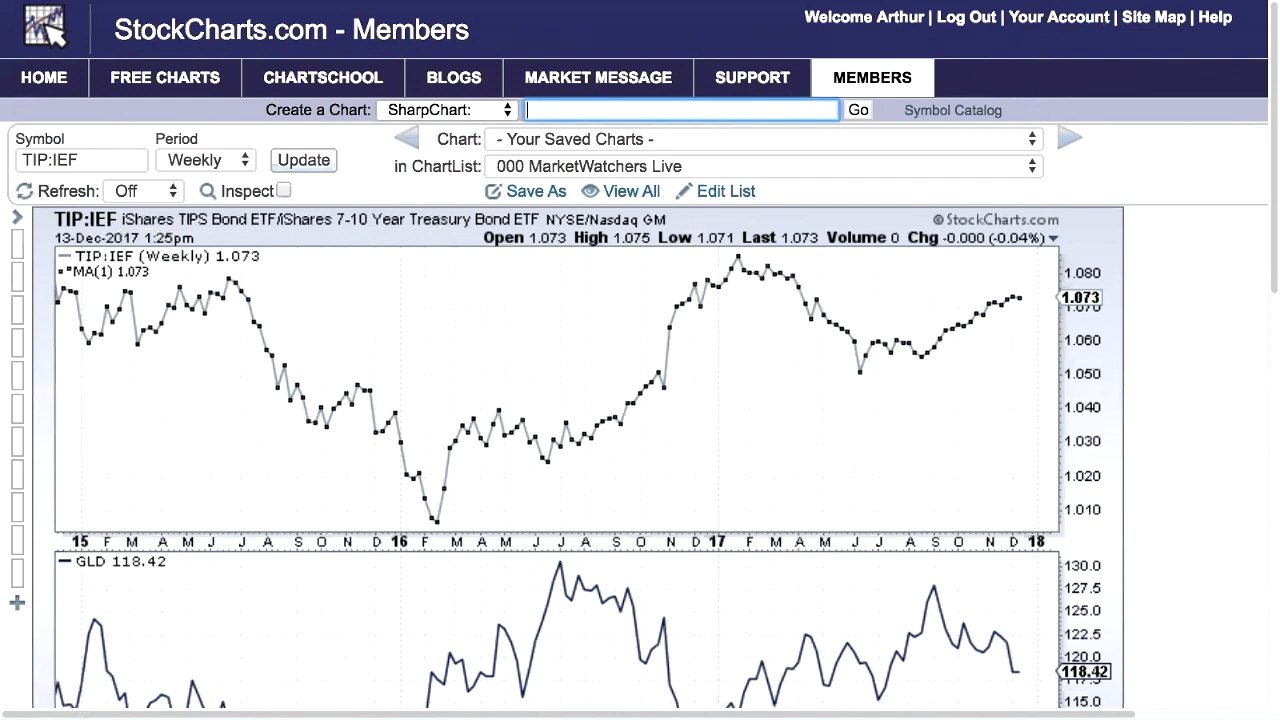 StockCharts.com - Members
Welcome Arthur | Log Out | Your Account | Site Map | Help
HOME FREE CHARTS CHARTSCHOOL BLOGS MARKET MESSAGE SUPPORT MEMBERS
Create a Chart: SharpChart: Go Symbol Catalog
Symbol Period Chart: - Your Saved Charts -
TIP:IEF Weekly Update in ChartList: 000 MarketWatchers Live
Refresh: Off Inspect Save As View All Edit List
TIP:IEF iShares TIPS Bond ETF/iShares 7-10 Year Treasury Bond ETF NYSE/Nasdaq GM ©StockCharts.com
13-Dec-2017 1:25pm Open 1.073 High 1.075 Low 1.071 Last 1.073 Volume 0 Chg -0.000 (-0.04%)
TIP:IEF (Weekly) 1.073
MA(1) 1.073
1.080
1.073
1.070
1.060
1.050
1.040
1.030
1.020
1.010
15 F M A M J J A S O N D 16 F M A M J J A S O N D 17 F M A M J J A S O N D 18
GLD 118.42
130.0
127.5
125.0
122.5
120.0
118.42
117.5
115.0